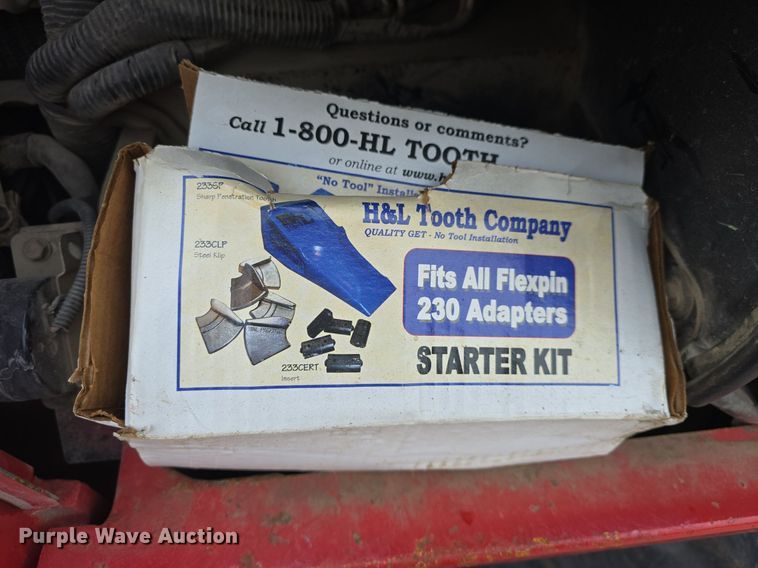 Questions or comments?
Call 1-800-HL TOOTH
or online at www.h
"No Tool" Install
233SP
Sharp Penetration Tooth
H&L Tooth Company
QUALITY GET - No Tool Installation
233CLP
Steel Klip
Fits All Flexpin
230 Adapters
STARTER KIT
233CERT
Insert
Purple Wave Auction